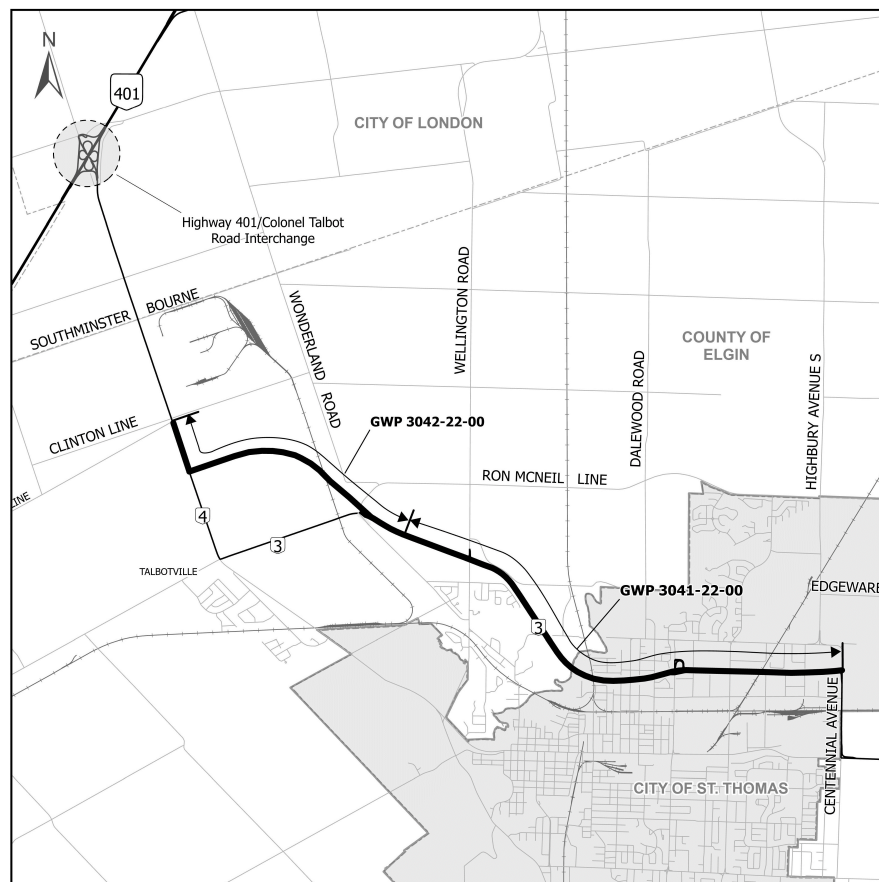 N
401
CITY OF LONDON
Highway 401/Colonel Talbot
Road Interchange
SOUTHMINSTER BOURNE
WONDERLAND ROAD
WELLINGTON ROAD
COUNTY OF
ELGIN
DALEWOOD ROAD
HIGHBURY AVENUE S
CLINTON LINE
GWP 3042-22-00
RON MCNEIL LINE
LINE
4
3
TALBOTVILLE
GWP 3041-22-00
EDGEWARE
3
CENTENNIAL AVENUE
CITY OF ST. THOMAS